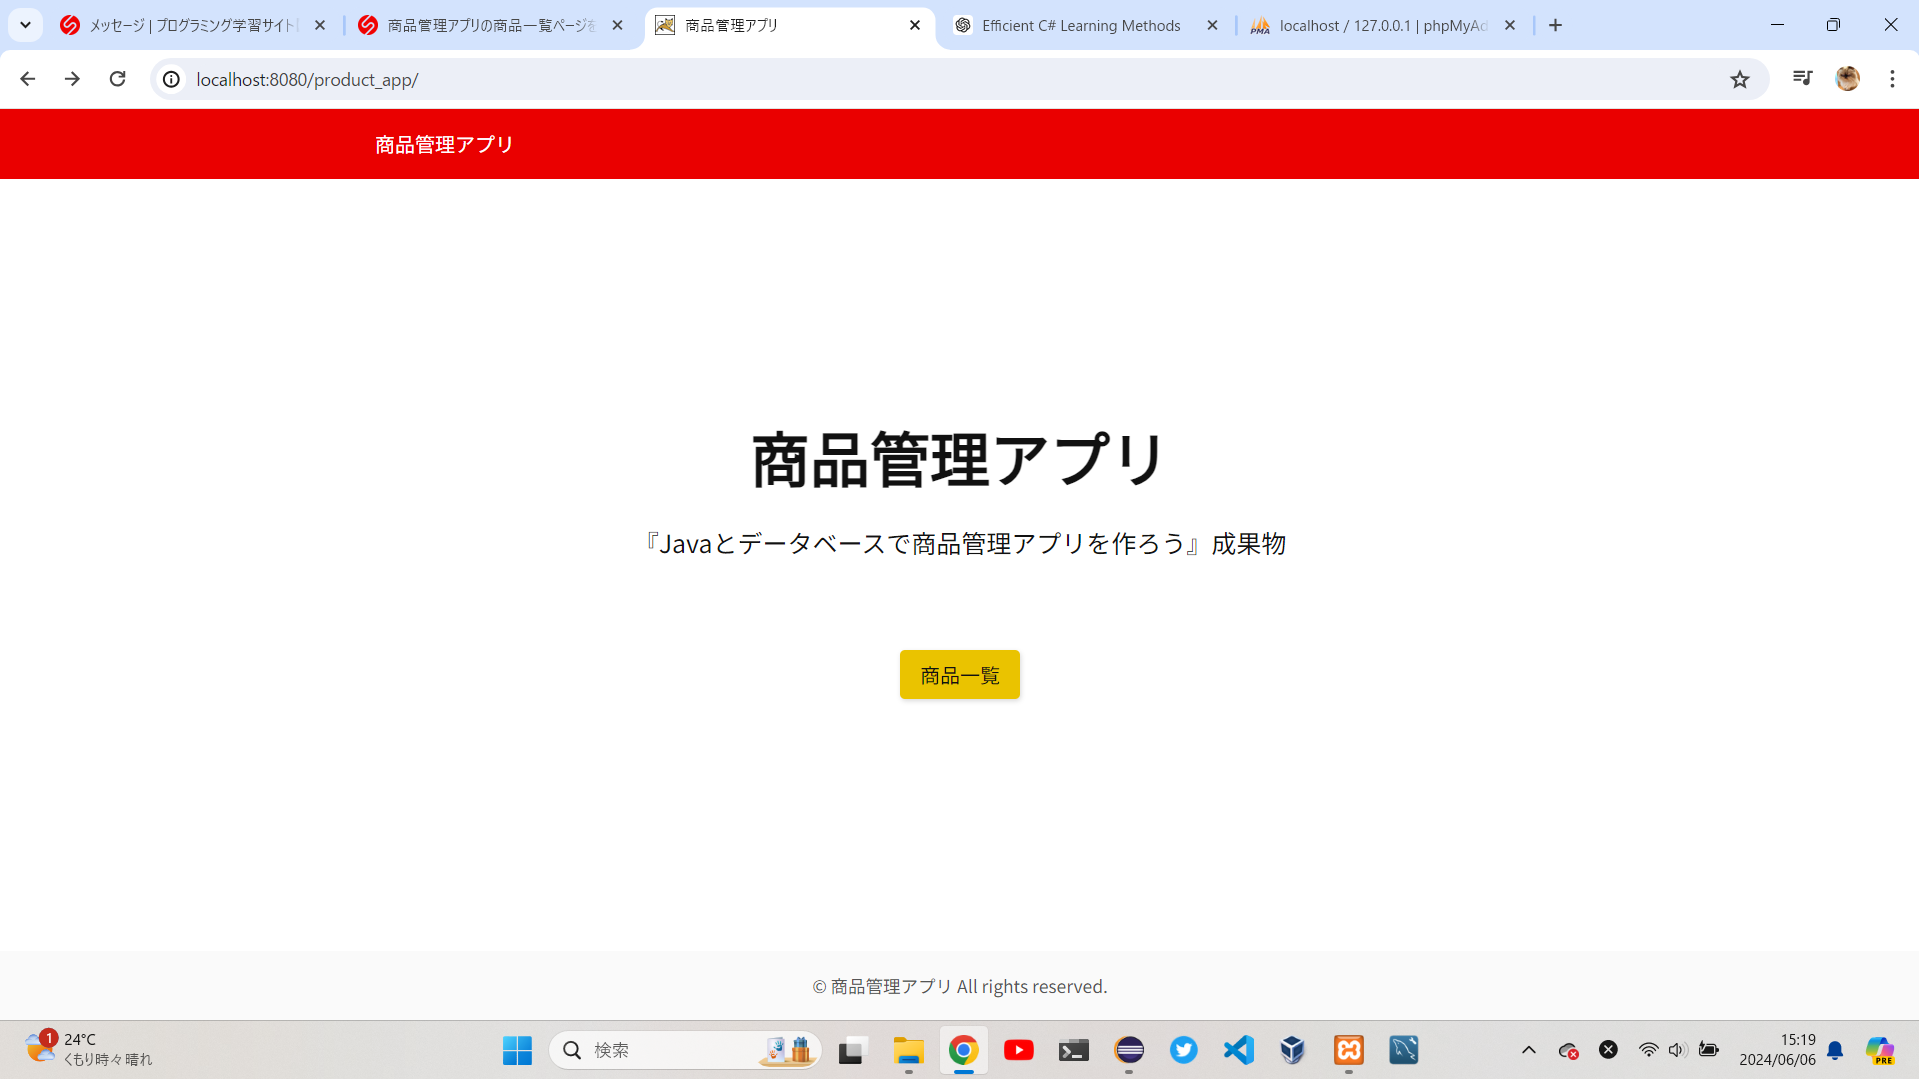 メッセージ | プログラミング学習サイト
商品管理アプリの商品一覧ページを
商品管理アプリ
Efficient C# Learning Methods
localhost / 127.0.0.1 | phpMyAd
localhost:8080/product_app/
商品管理アプリ
商品管理アプリ
『Javaとデータベースで商品管理アプリを作ろう』成果物
商品一覧
© 商品管理アプリ All rights reserved.
1
24°C
くもり時々晴れ
検索
15:19
2024/06/06
PRE